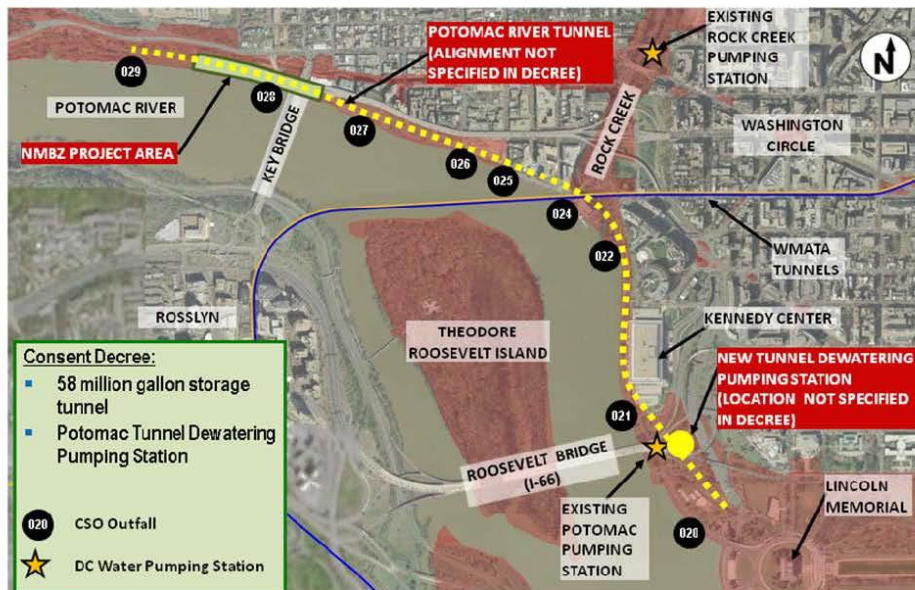 EXISTING
ROCK CREEK
PUMPING
STATION
N
POTOMAC RIVER TUNNEL
(ALIGNMENT NOT
SPECIFIED IN DECREE)
029
POTOMAC RIVER
028
NMBZ PROJECT AREA
KEY BRIDGE
027
026
025
ROCK CREEK
WASHINGTON
CIRCLE
024
022
WMATA
TUNNELS
ROSSLYN
THEODORE
ROOSEVELT ISLAND
KENNEDY CENTER
NEW TUNNEL DEWATERING
PUMPING STATION
(LOCATION NOT SPECIFIED
IN DECREE)
021
ROOSEVELT BRIDGE
(I-66)
EXISTING
POTOMAC
PUMPING
STATION
020
LINCOLN
MEMORIAL
Consent Decree:
58 million gallon storage
tunnel
Potomac Tunnel Dewatering
Pumping Station
020 CSO Outfall
DC Water Pumping Station